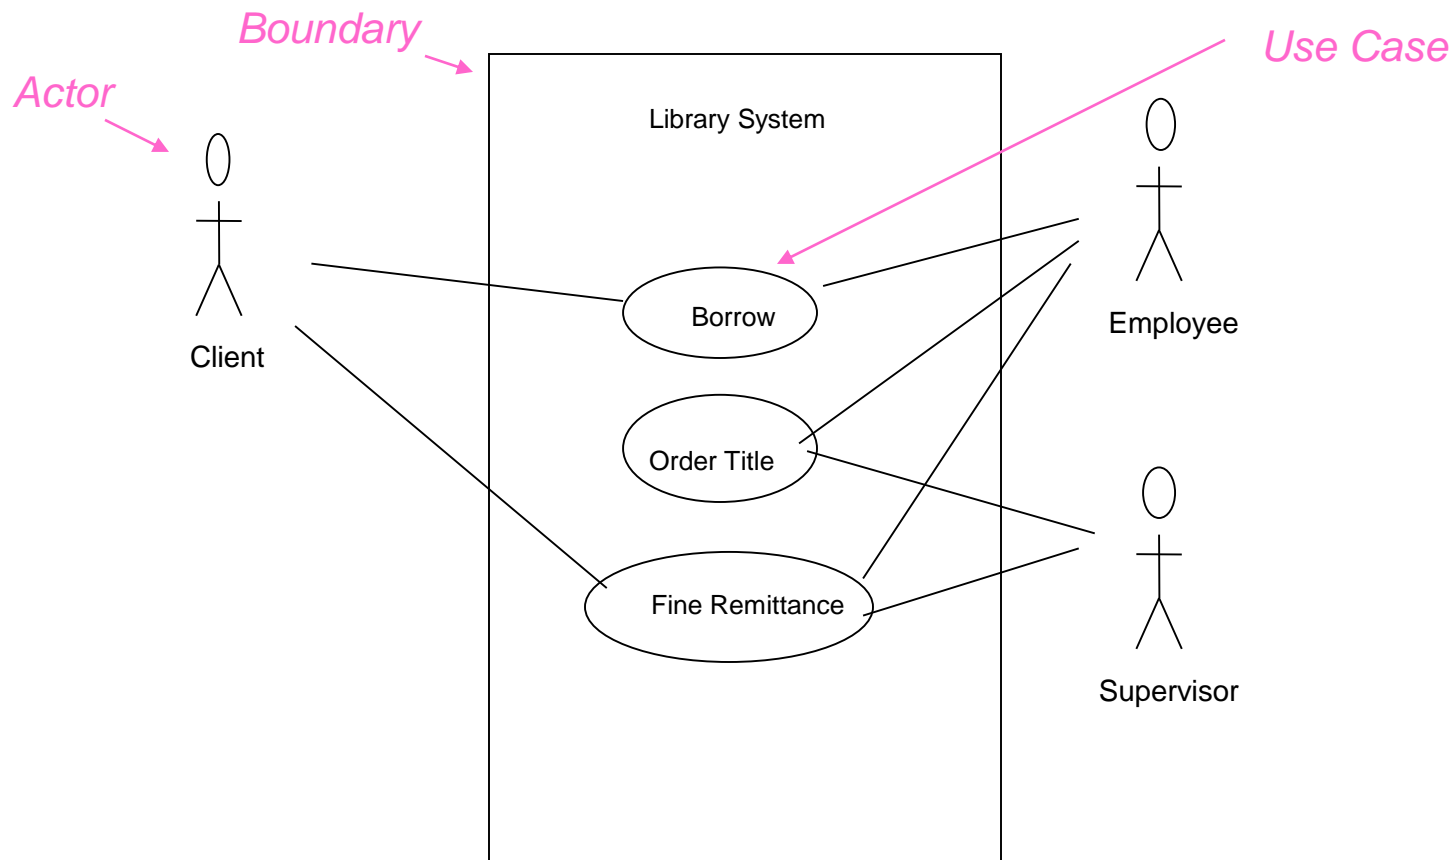 Boundary
Use Case
Actor
Library System
Borrow
Employee
Client
Order Title
Fine Remittance
Supervisor